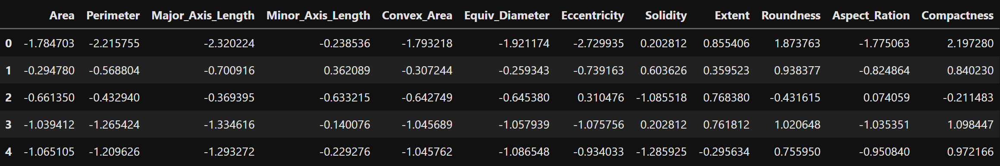 Area Perimeter Major_Axis_Length Minor_Axis_Length Convex_Area Equiv_Diameter Eccentricity Solidity Extent Roundness Aspect_Ration Compactness
0 -1.784703 -2.215755 -2.320224 -0.238536 -1.793218 -1.921174 -2.729935 0.202812 0.855406 1.873763 -1.775063 2.197280
1 -0.294780 -0.568804 -0.700916 0.362089 -0.307244 -0.259343 -0.739163 0.603626 0.359523 0.938377 -0.824864 0.840230
2 -0.661350 -0.432940 -0.369395 -0.633215 -0.642749 -0.645380 0.310476 -1.085518 0.768380 -0.431615 0.074059 -0.211483
3 -1.039412 -1.265424 -1.334616 -0.140076 -1.045689 -1.057939 -1.075756 0.202812 0.761812 1.020648 -1.035351 1.098447
4 -1.065105 -1.209626 -1.293272 -0.229276 -1.045762 -1.086548 -0.934033 -1.285925 -0.295634 0.755950 -0.950840 0.972166